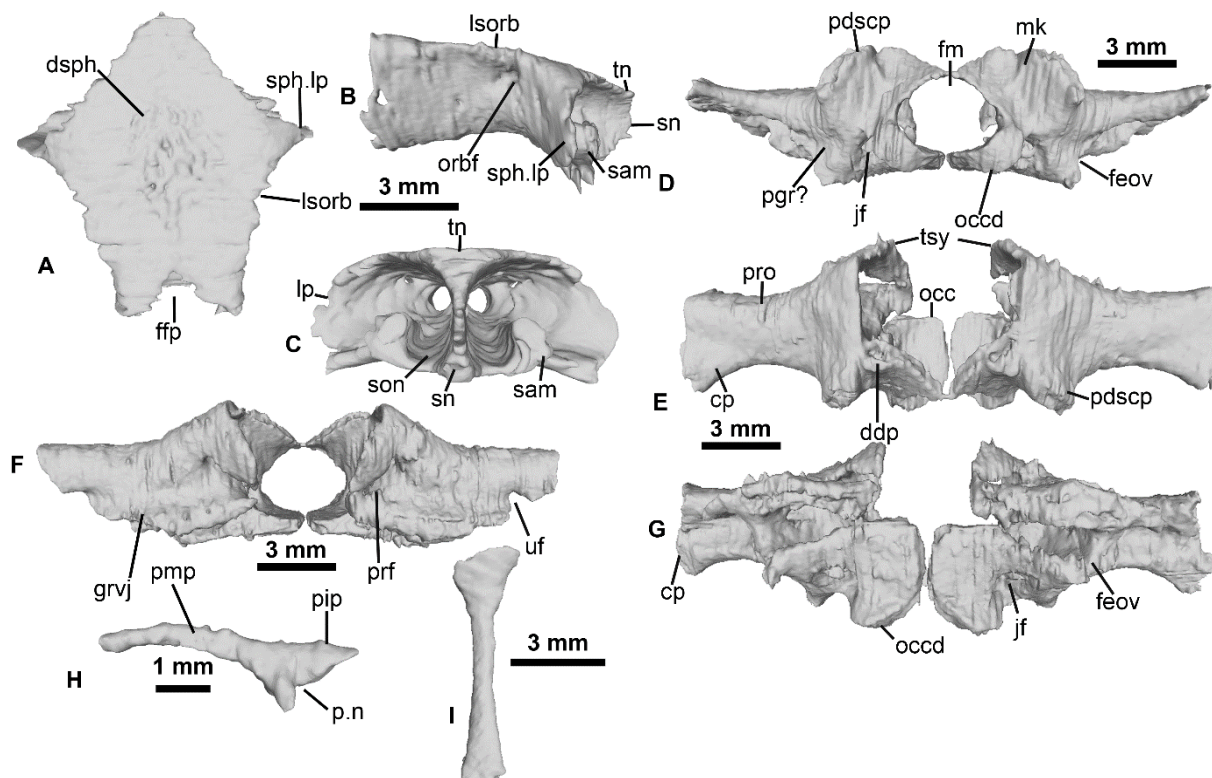 dsph
sph.lp
lsorb
A
ffp
lsorb
tn
B
sn
orbf
sph.lp
sam
3 mm
tn
lp
C
son
sn
sam
pdscp
fm
mk
3 mm
D
pgr?
jf
occd
feov
tsy
pro
occ
E
cp
ddp
pdscp
3 mm
F
3 mm
prf
uf
grvj
G
cp
occd
jf
feov
pmp
pip
1 mm
H
p.n
3 mm
I